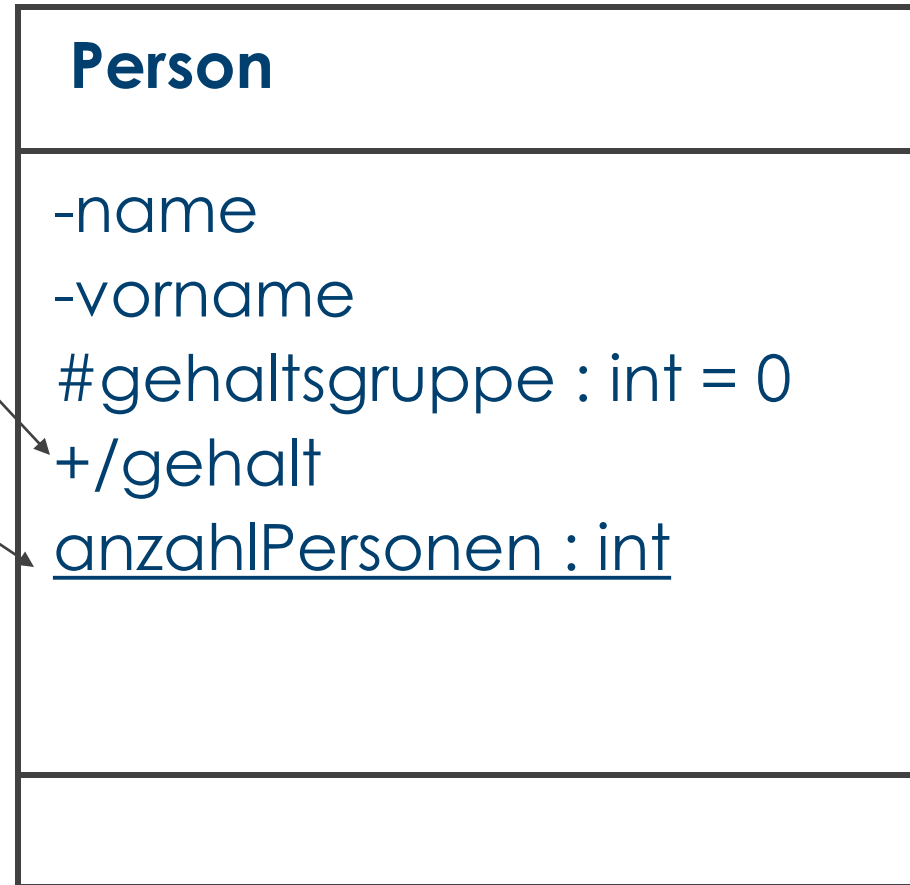 Person
-name
-vorname
#gehaltsgruppe : int = 0
+/gehalt
anzahlPersonen : int